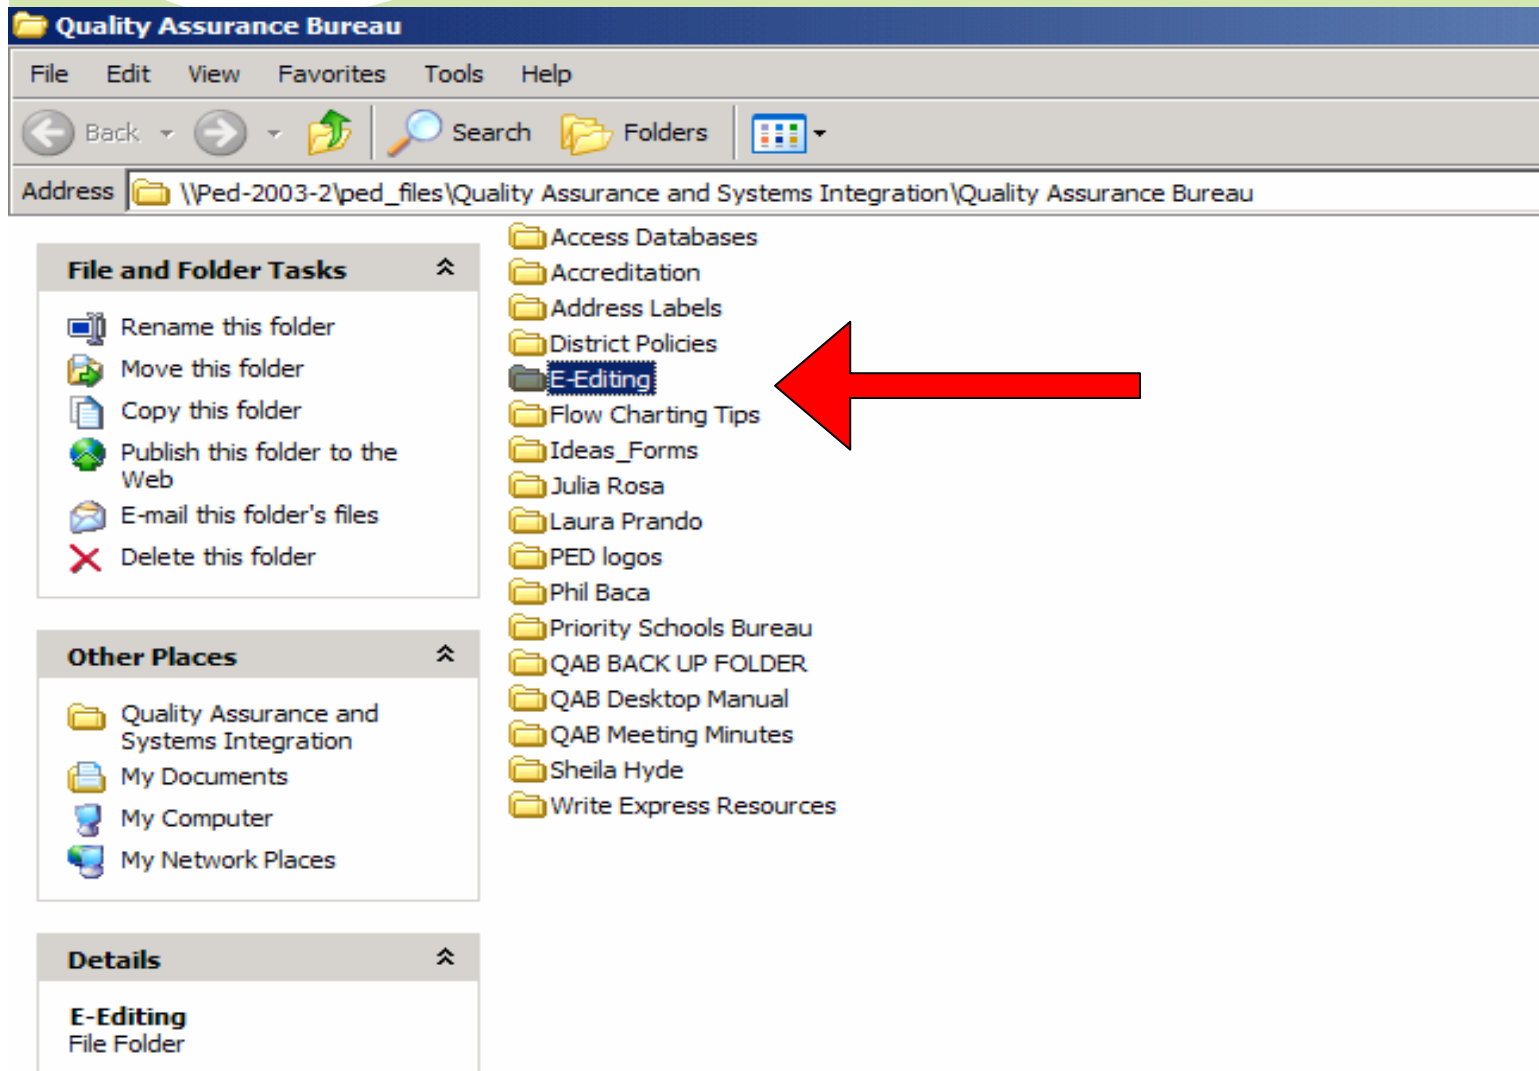 Quality Assurance Bureau
File Edit View Favorites Tools Help
Back Search Folders
Address \\Ped-2003-2\ped_files\Quality Assurance and Systems Integration\Quality Assurance Bureau
File and Folder Tasks
Rename this folder
Move this folder
Copy this folder
Publish this folder to the
Web
E-mail this folder's files
Delete this folder
Other Places
Quality Assurance and
Systems Integration
My Documents
My Computer
My Network Places
Details
E-Editing
File Folder
Access Databases
Accreditation
Address Labels
District Policies
E-Editing
Flow Charting Tips
Ideas_Forms
Julia Rosa
Laura Prando
PED logos
Phil Baca
Priority Schools Bureau
QAB BACK UP FOLDER
QAB Desktop Manual
QAB Meeting Minutes
Sheila Hyde
Write Express Resources